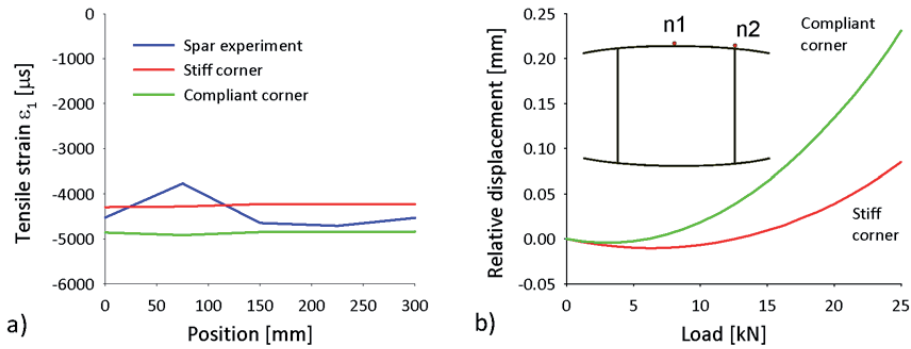 0
-1000
-2000
-3000
-4000
-5000
-6000
Tensile strain ε₁ [µs]
Spar experiment
Stiff corner
Compliant corner
0 50 100 150 200 250 300
Position [mm]
a)
0.25
0.20
0.15
0.10
0.05
0.00
-0.05
Relative displacement [mm]
n1 n2
Compliant
corner
Stiff
corner
0 5 10 15 20 25
Load [kN]
b)